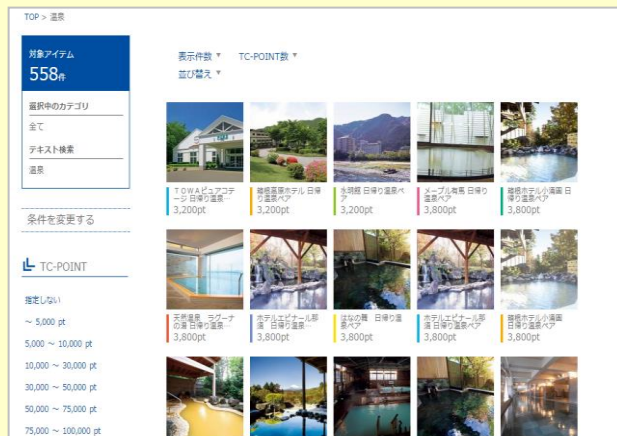 TOP > 温泉
対象アイテム
558件
選択中のカテゴリ
全て
テキスト検索
温泉
条件を変更する
TC-POINT
指定しない
～ 5,000 pt
5,000 ～ 10,000 pt
10,000 ～ 30,000 pt
30,000 ～ 50,000 pt
50,000 ～ 75,000 pt
75,000 ～ 100,000 pt
表示件数 ▼ TC-POINT数 ▼
並び替え ▼
TOWAピュアコテ
ージ 日帰り温泉…
3,200pt
箱根高原ホテル 日帰
り温泉ペア
3,200pt
水明館 日帰り温泉ペ
ア
3,200pt
メープル有馬 日帰り
温泉ペア
3,800pt
箱根ホテル小涌園 日
帰り温泉ペア
3,800pt
天然温泉 ラグーナ
の湯 日帰り温泉…
3,800pt
ホテルエピナール那
須 日帰り温泉…
3,800pt
はなの舞 日帰り温
泉ペア
3,800pt
ホテルエピナール那
須 日帰り温泉ペア
3,800pt
箱根ホテル小涌園
日帰り温泉ペア
3,800pt